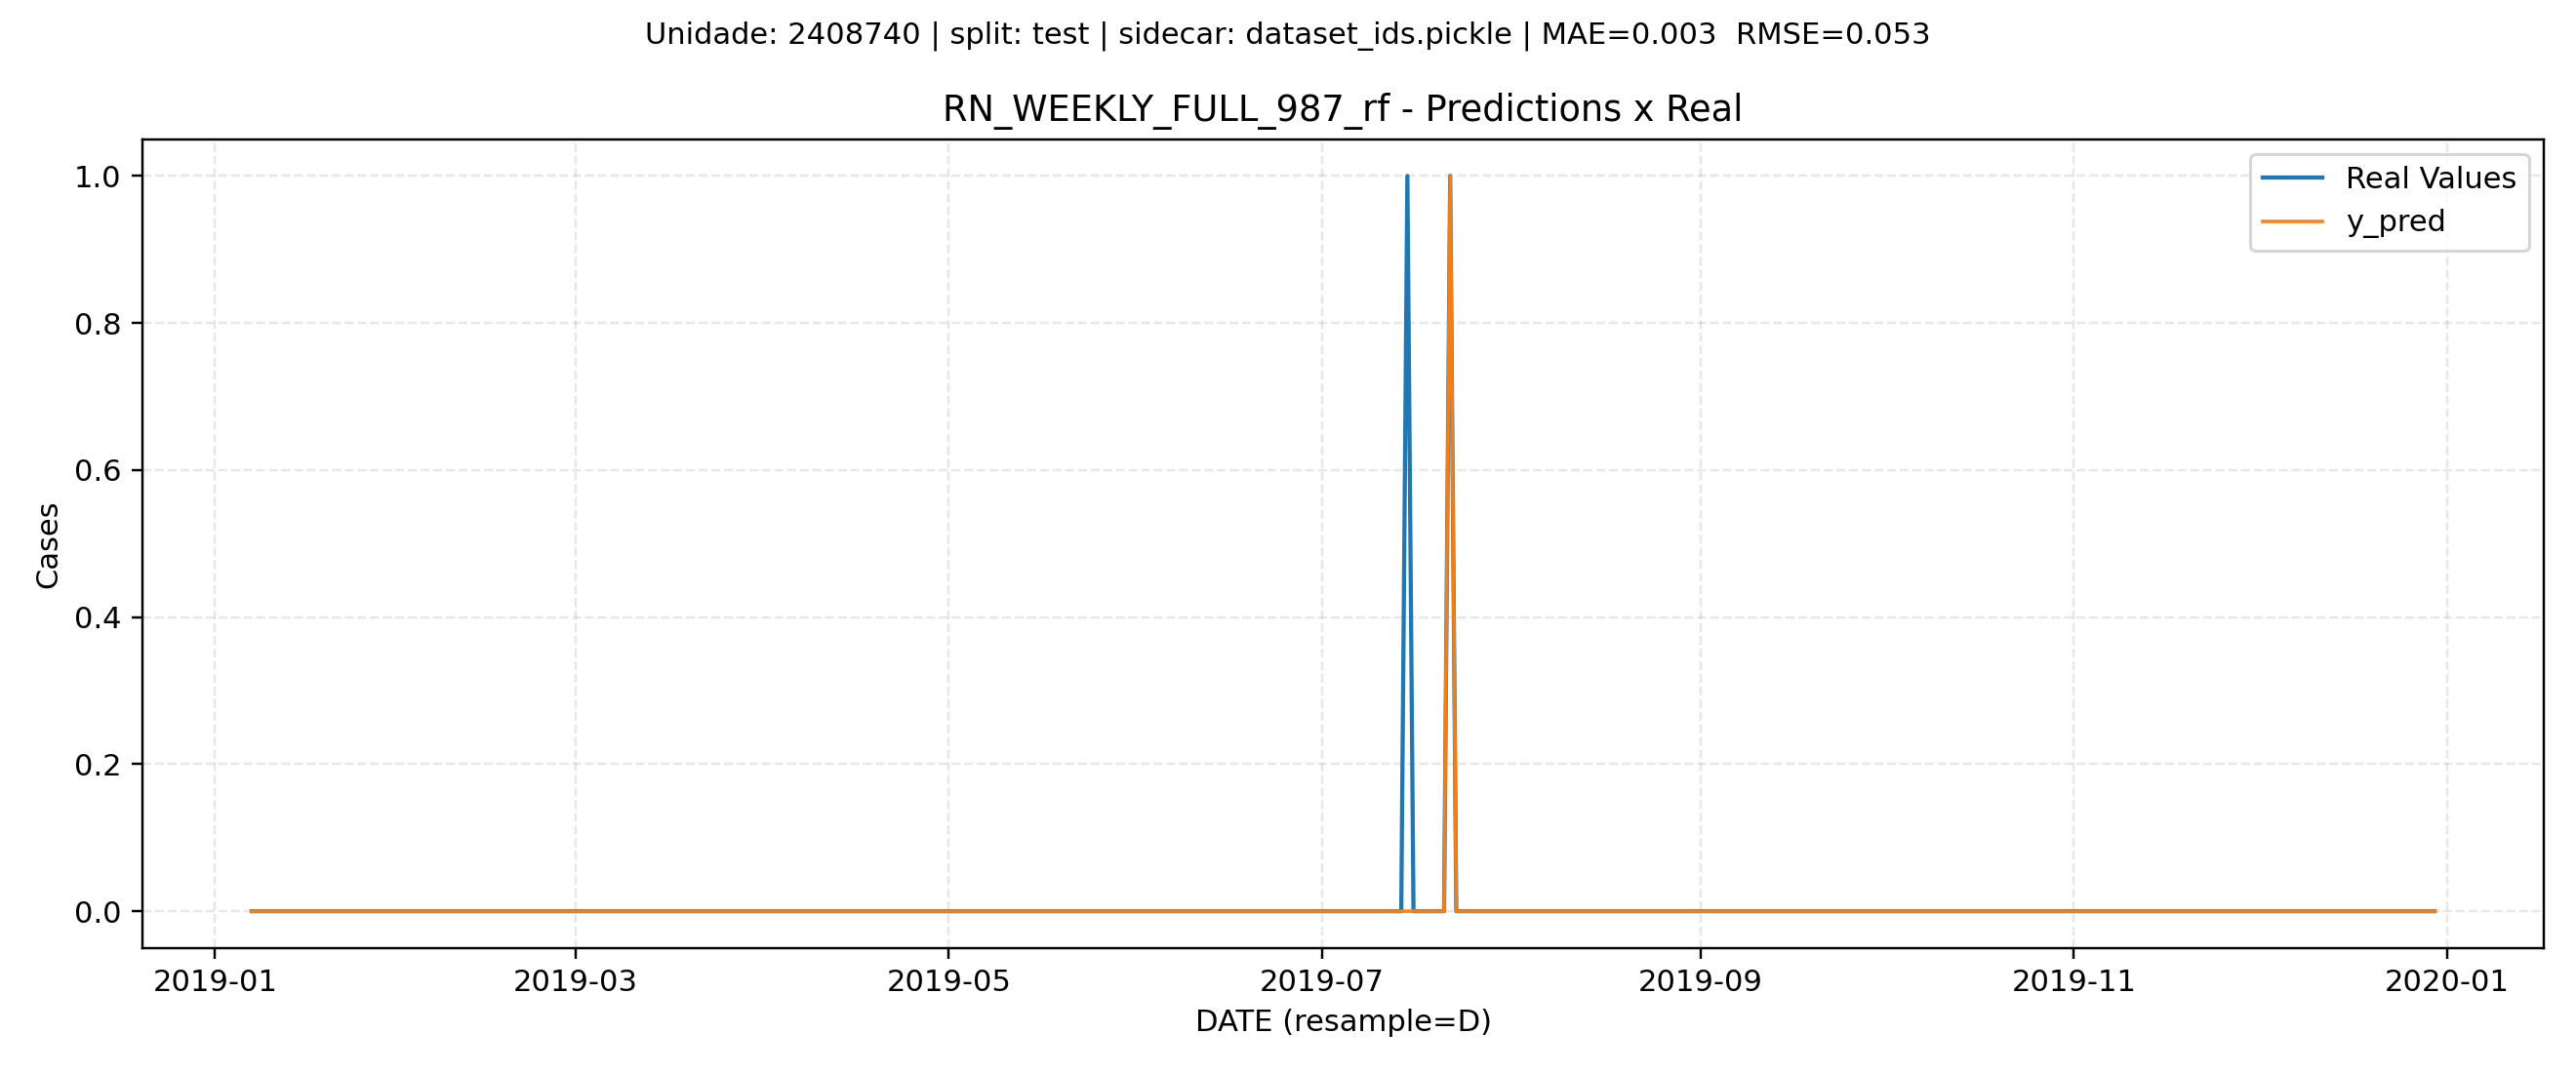 Unidade: 2408740 | split: test | sidecar: dataset_ids.pickle | MAE=0.003  RMSE=0.053
RN_WEEKLY_FULL_987_rf - Predictions x Real
Real Values
y_pred
1.0
0.8
0.6
0.4
0.2
0.0
Cases
2019-01
2019-03
2019-05
2019-07
2019-09
2019-11
2020-01
DATE (resample=D)